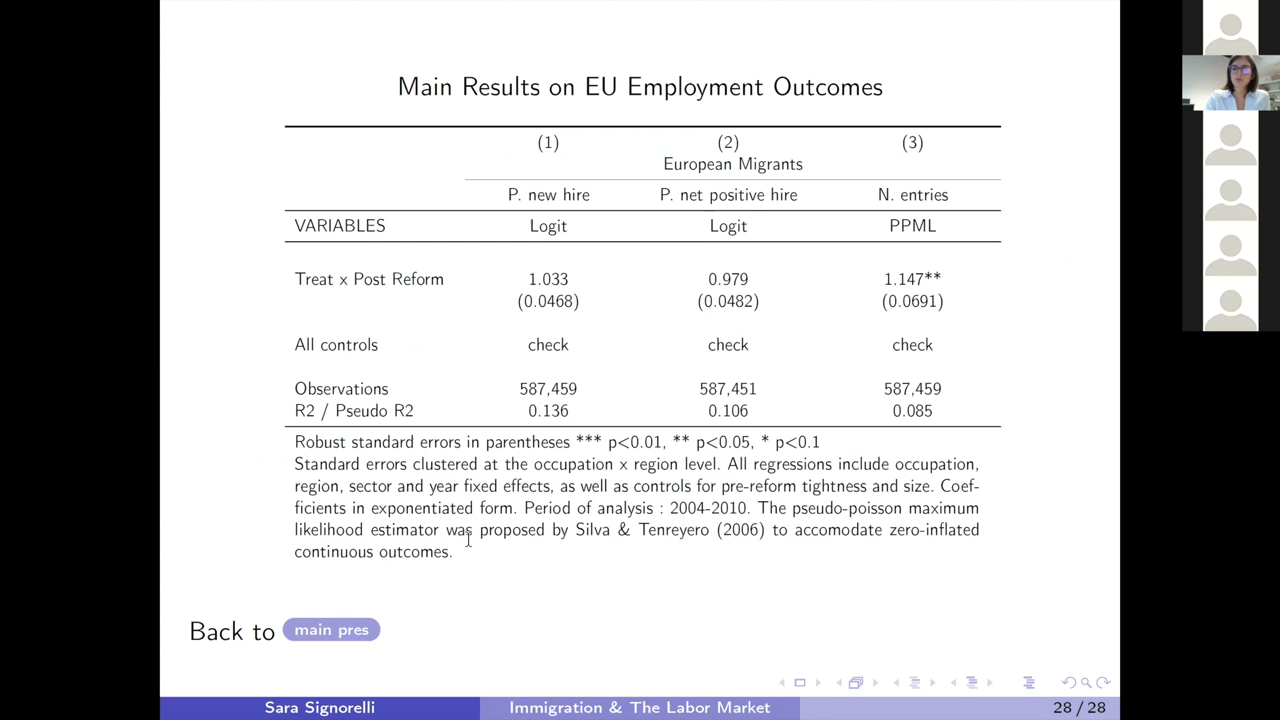 Main Results on EU Employment Outcomes
(1) (2) (3)
European Migrants
P. new hire P. net positive hire N. entries
VARIABLES Logit Logit PPML
Treat x Post Reform 1.033 0.979 1.147**
(0.0468) (0.0482) (0.0691)
All controls check check check
Observations 587,459 587,451 587,459
R2 / Pseudo R2 0.136 0.106 0.085
Robust standard errors in parentheses *** p<0.01, ** p<0.05, * p<0.1
Standard errors clustered at the occupation x region level. All regressions include occupation,
region, sector and year fixed effects, as well as controls for pre-reform tightness and size. Coef-
ficients in exponentiated form. Period of analysis : 2004-2010. The pseudo-poisson maximum
likelihood estimator was proposed by Silva & Tenreyero (2006) to accomodate zero-inflated
continuous outcomes.
Back to main pres
Sara Signorelli Immigration & The Labor Market 28 / 28